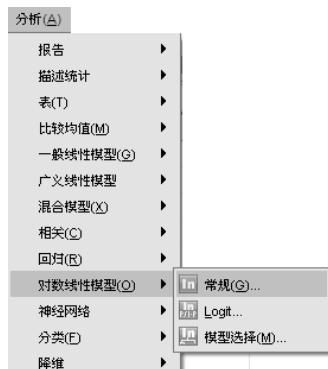 分析(A)
报告
描述统计
表(T)
比较均值(M)
一般线性模型(G)
广义线性模型
混合模型(X)
相关(C)
回归(R)
对数线性模型(O)
常规(G)...
神经网络
Logit...
分类(F)
模型选择(M)...
降维